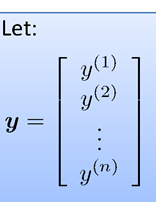 Let:
y⁽¹⁾
y⁽²⁾
y = ⋮
y⁽ⁿ⁾